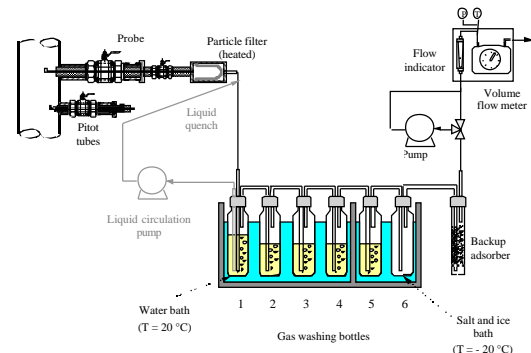 P T
Probe
Particle filter
(heated)
Flow
indicator
Volume
flow meter
Liquid
quench
Pitot
tubes
Pump
Liquid circulation
pump
Backup
adsorber
Water bath
(T = 20 °C)
1 2 3 4 5 6
Salt and ice
bath
(T = - 20 °C)
Gas washing bottles